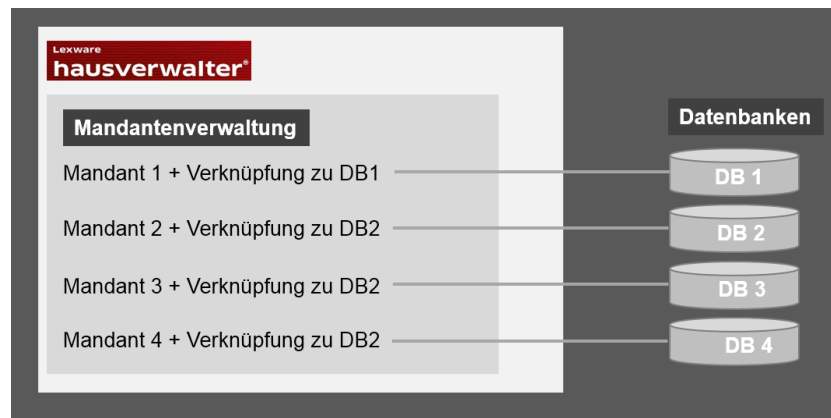 Lexware
hausverwalter®
Mandantenverwaltung
Datenbanken
Mandant 1 + Verknüpfung zu DB1
DB 1
Mandant 2 + Verknüpfung zu DB2
DB 2
Mandant 3 + Verknüpfung zu DB2
DB 3
Mandant 4 + Verknüpfung zu DB2
DB 4